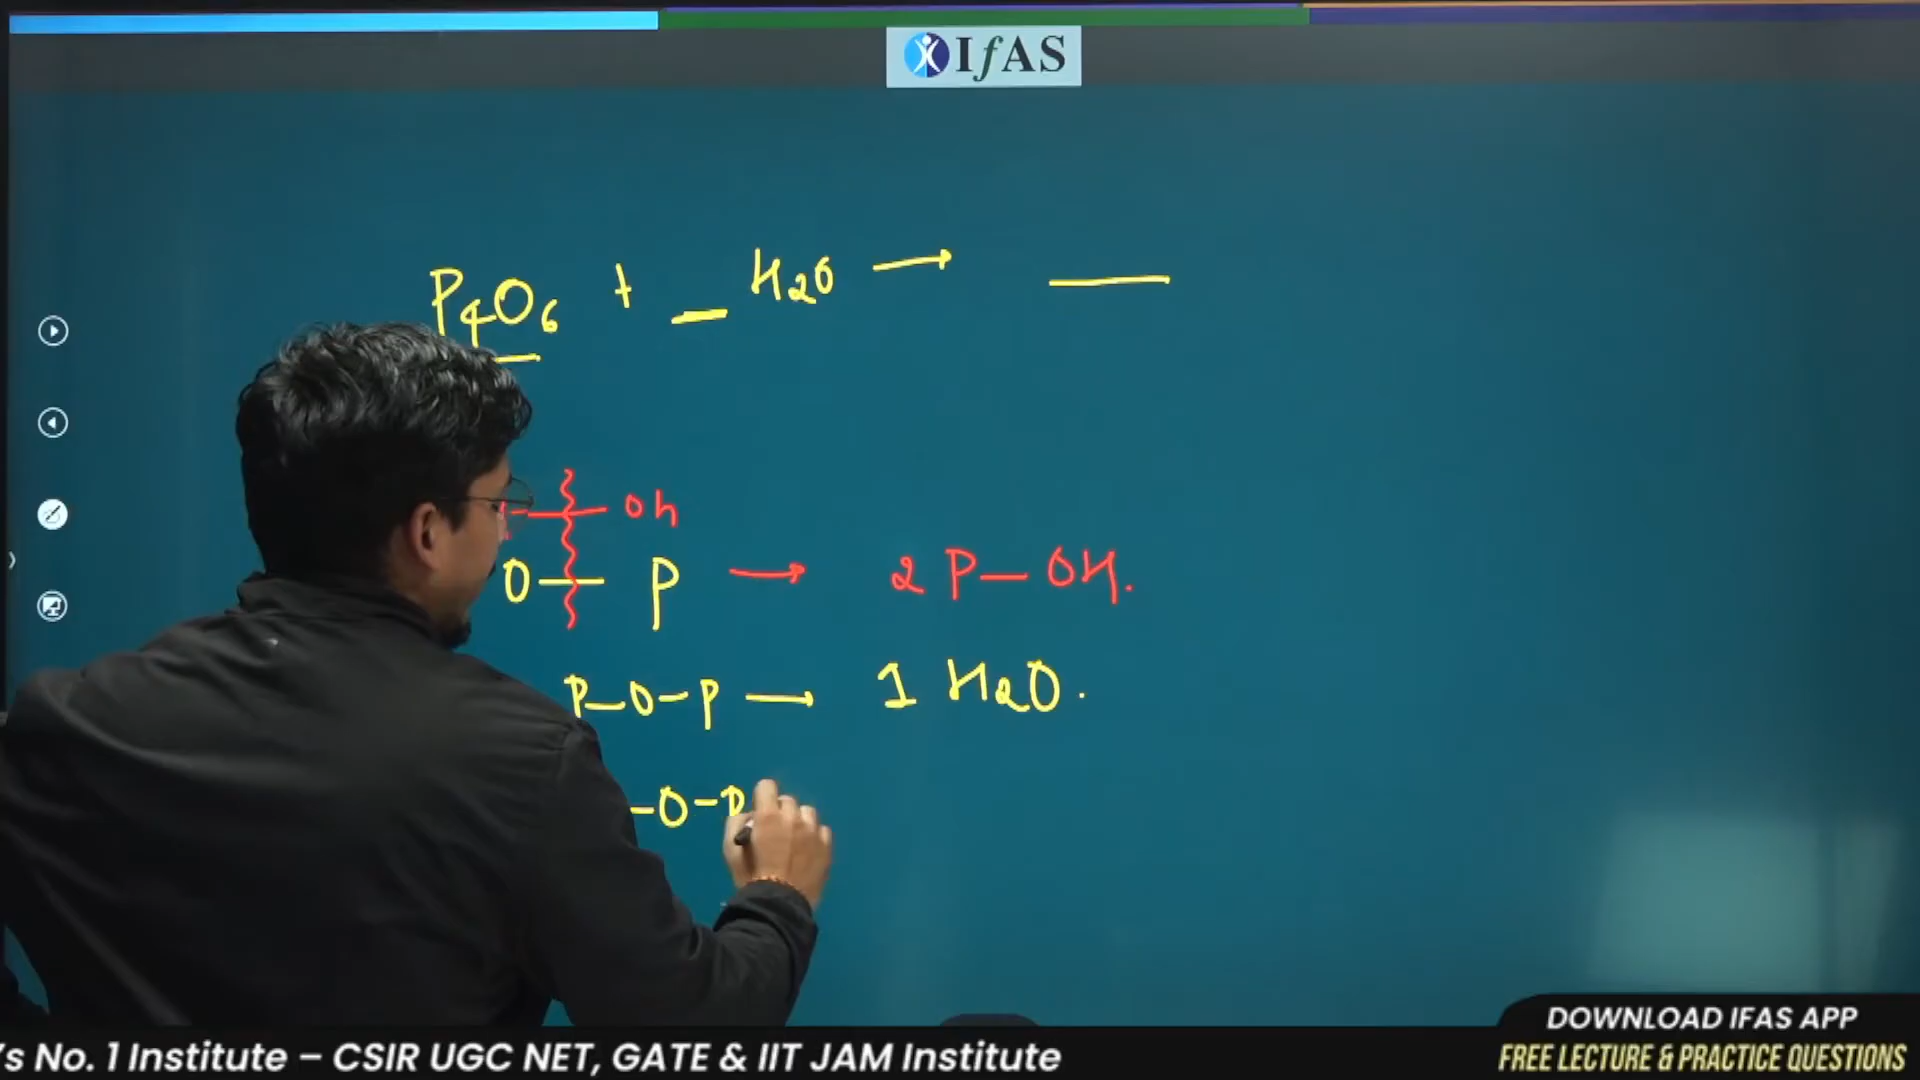 IfAS
P4O6 + _ H2O → ___
OH
O — P → 2 P — OH.
P-O-P → 1 H2O.
-O-P
's No. 1 Institute – CSIR UGC NET, GATE & IIT JAM Institute
DOWNLOAD IFAS APP
FREE LECTURE & PRACTICE QUESTIONS